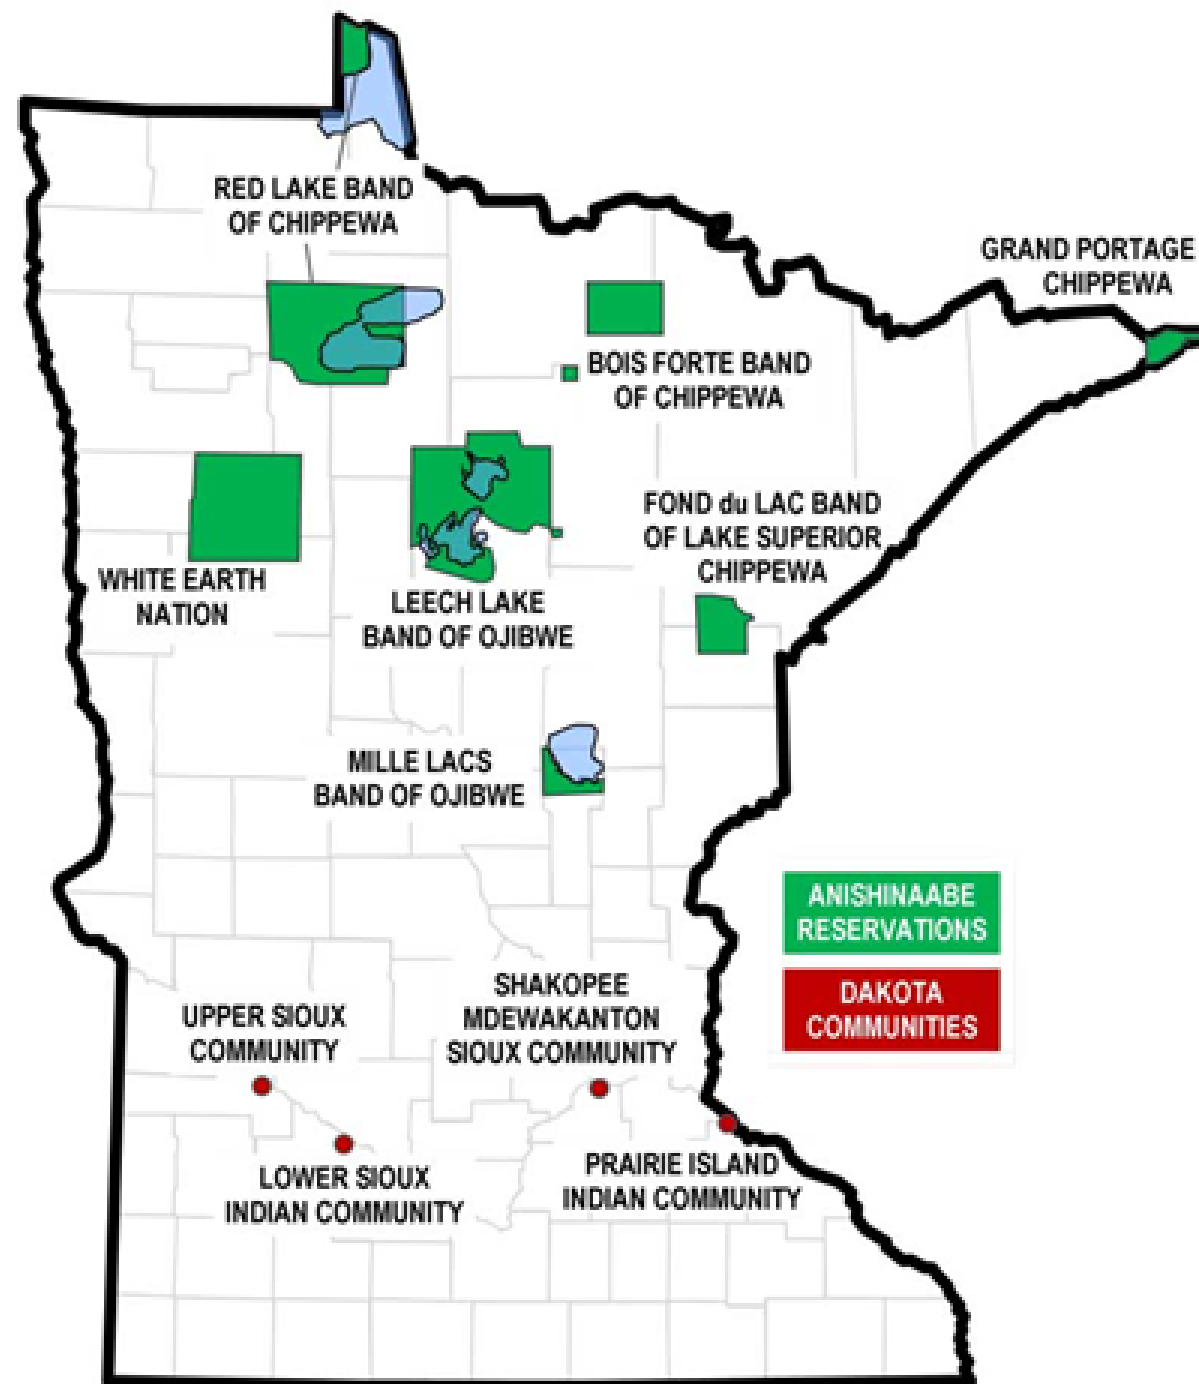 RED LAKE BAND
OF CHIPPEWA
GRAND PORTAGE
CHIPPEWA
BOIS FORTE BAND
OF CHIPPEWA
FOND du LAC BAND
OF LAKE SUPERIOR
CHIPPEWA
WHITE EARTH
NATION
LEECH LAKE
BAND OF OJIBWE
MILLE LACS
BAND OF OJIBWE
ANISHINAABE
RESERVATIONS
DAKOTA
COMMUNITIES
UPPER SIOUX
COMMUNITY
SHAKOPEE
MDEWAKANTON
SIOUX COMMUNITY
LOWER SIOUX
INDIAN COMMUNITY
PRAIRIE ISLAND
INDIAN COMMUNITY